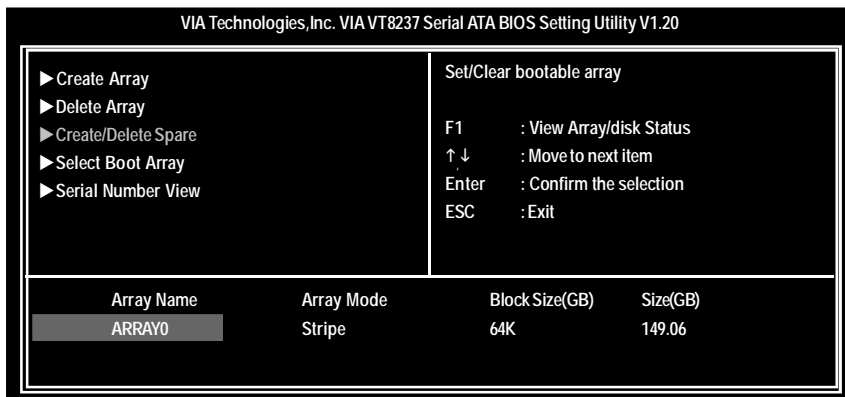 VIA Technologies,Inc. VIA VT8237 Serial ATA BIOS Setting Utility V1.20
▶Create Array
▶Delete Array
▶Create/Delete Spare
▶Select Boot Array
▶Serial Number View
Set/Clear bootable array
F1 : View Array/disk Status
↑↓ : Move to next item
Enter : Confirm the selection
ESC : Exit
Array Name Array Mode Block Size(GB) Size(GB)
ARRAY0 Stripe 64K 149.06